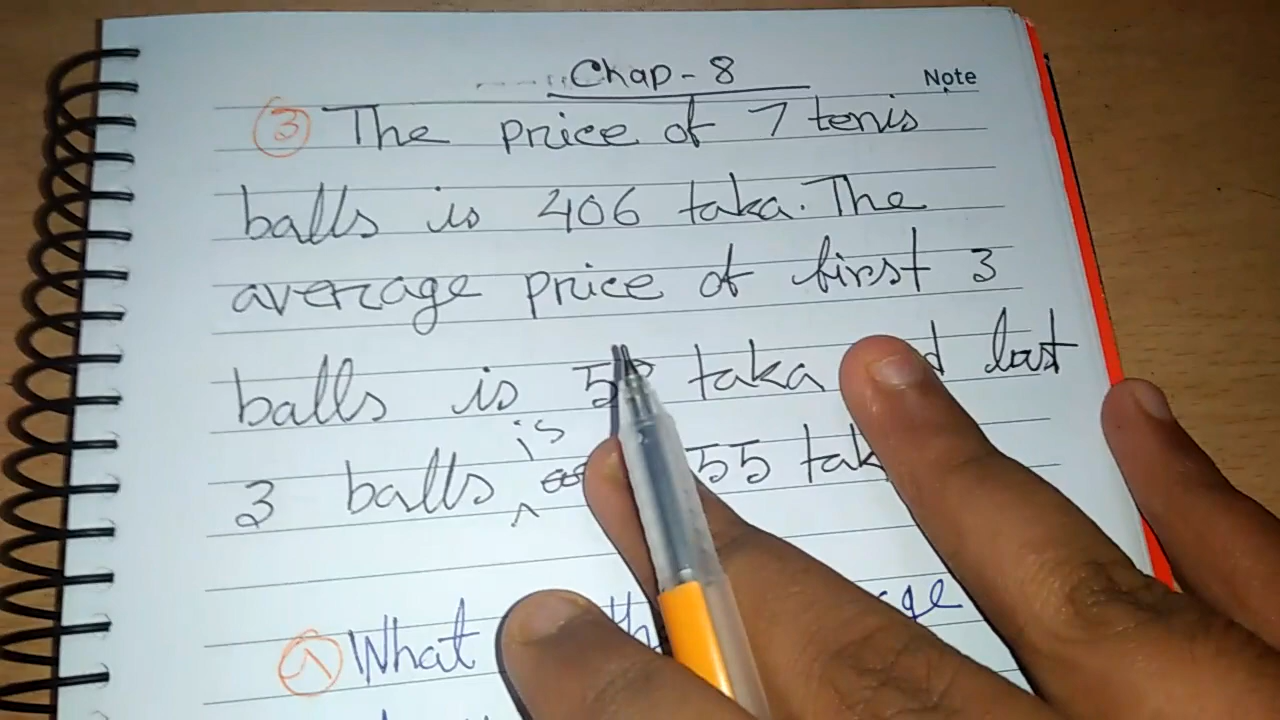 Chap - 8
Note
3 The price of 7 tenis
balls is 406 taka. The
average price of first 3
balls is taka last
3 balls is 55
a What